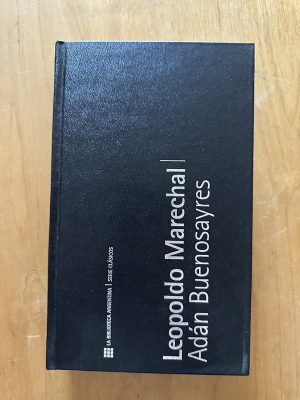 Leopoldo Marechal |
Adán Buenosayres
LA BIBLIOTECA ARGENTINA | SERIE CLÁSICOS